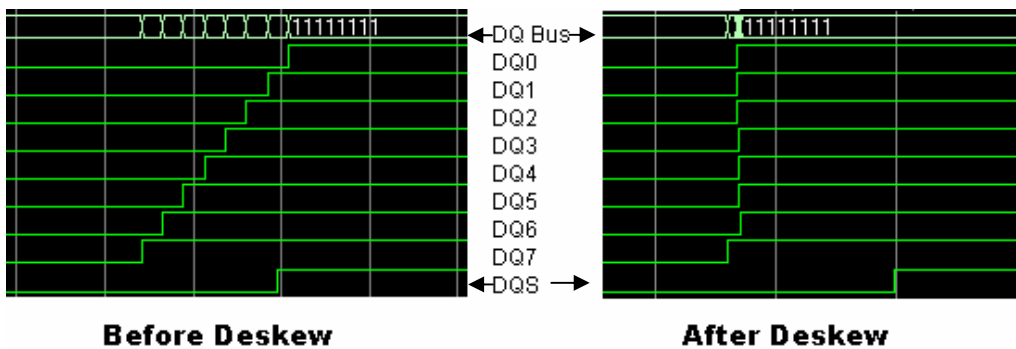 11111111
DQ Bus
11111111
DQ0
DQ1
DQ2
DQ3
DQ4
DQ5
DQ6
DQ7
DQS
Before Deskew
After Deskew